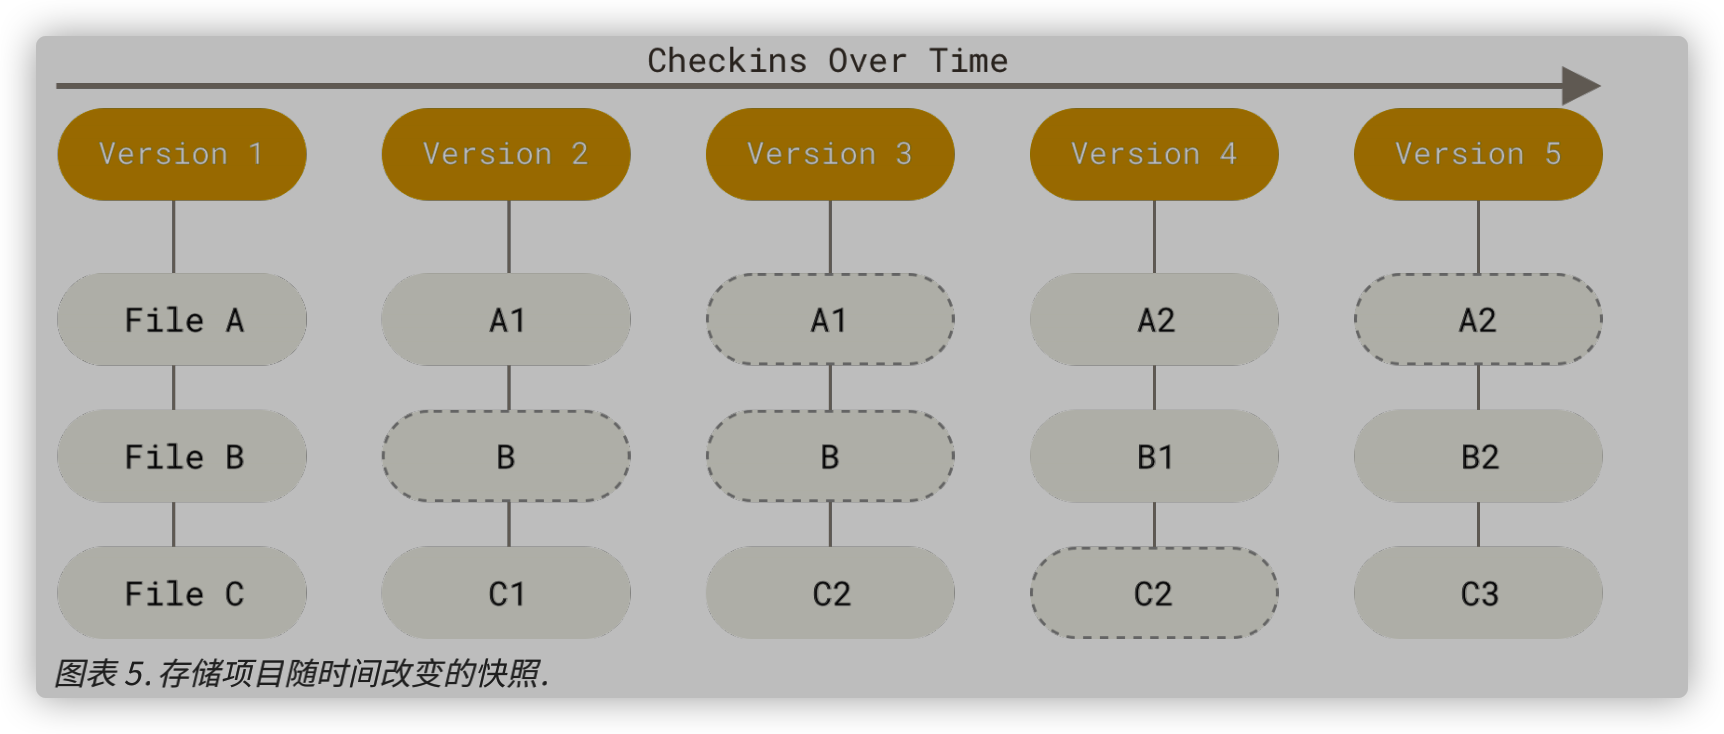 Checkins Over Time
Version 1 Version 2 Version 3 Version 4 Version 5
File A A1 A1 A2 A2
File B B B B1 B2
File C C1 C2 C2 C3
图表 5. 存储项目随时间改变的快照.